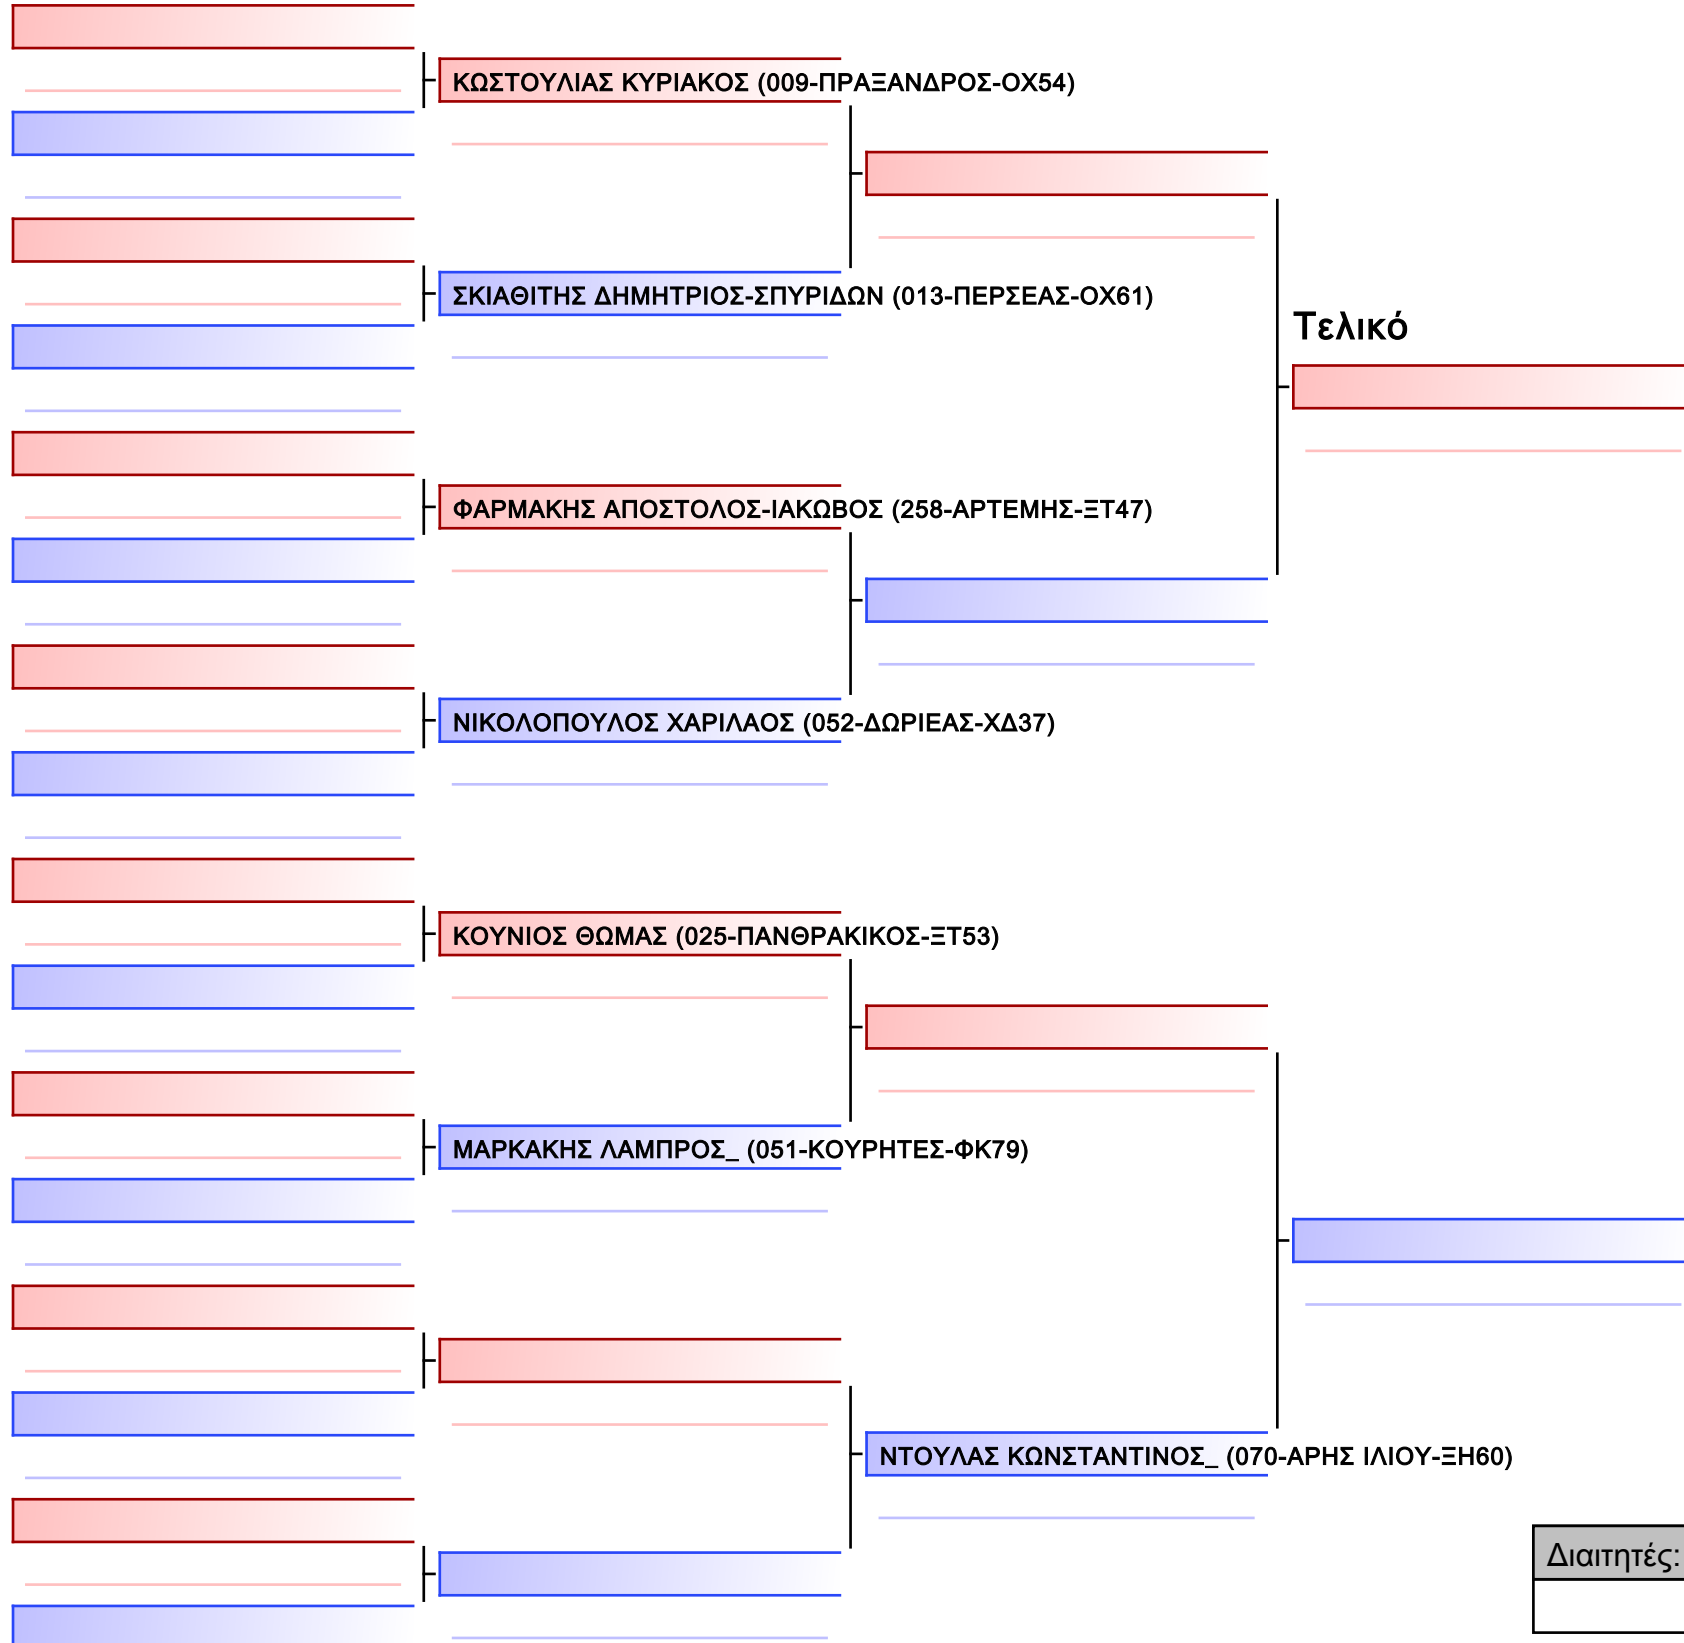 ΚΩΣΤΟΥΛΙΑΣ ΚΥΡΙΑΚΟΣ (009-ΠΡΑΞΑΝΔΡΟΣ-ΟΧ54)
ΣΚΙΑΘΙΤΗΣ ΔΗΜΗΤΡΙΟΣ-ΣΠΥΡΙΔΩΝ (013-ΠΕΡΣΕΑΣ-ΟΧ61)
Τελικό
ΦΑΡΜΑΚΗΣ ΑΠΟΣΤΟΛΟΣ-ΙΑΚΩΒΟΣ (258-ΑΡΤΕΜΗΣ-ΞΤ47)
ΝΙΚΟΛΟΠΟΥΛΟΣ ΧΑΡΙΛΑΟΣ (052-ΔΩΡΙΕΑΣ-ΧΔ37)
ΚΟΥΝΙΟΣ ΘΩΜΑΣ (025-ΠΑΝΘΡΑΚΙΚΟΣ-ΞΤ53)
ΜΑΡΚΑΚΗΣ ΛΑΜΠΡΟΣ_ (051-ΚΟΥΡΗΤΕΣ-ΦΚ79)
ΝΤΟΥΛΑΣ ΚΩΝΣΤΑΝΤΙΝΟΣ_ (070-ΑΡΗΣ ΙΛΙΟΥ-ΞΗ60)
Διαιτητές: